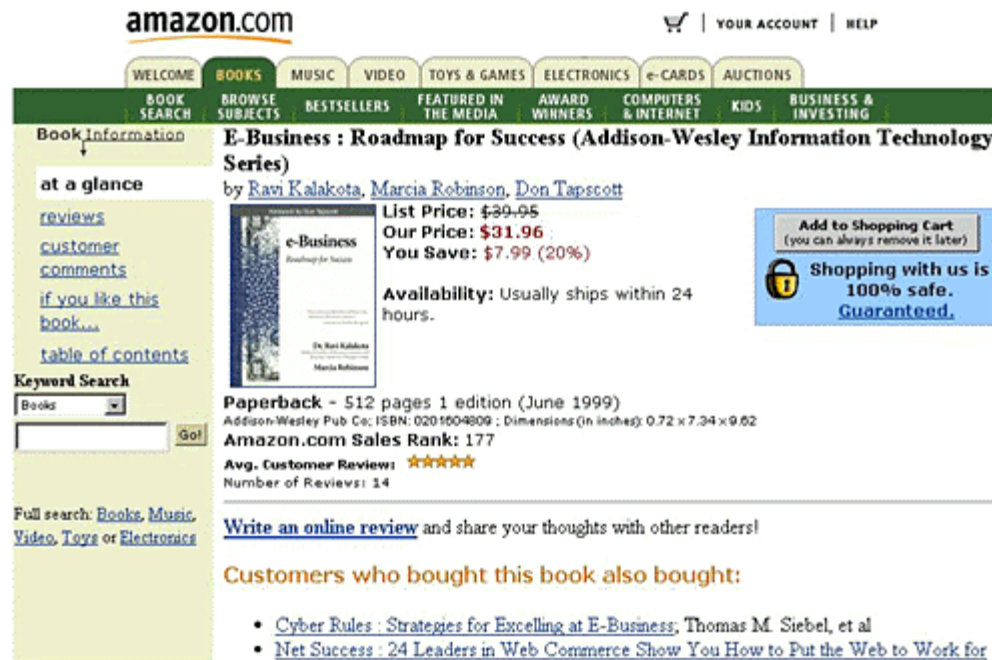 amazon.com
YOUR ACCOUNT | HELP
WELCOME BOOKS MUSIC VIDEO TOYS & GAMES ELECTRONICS e-CARDS AUCTIONS
BOOK SEARCH BROWSE SUBJECTS BESTSELLERS FEATURED IN THE MEDIA AWARD WINNERS COMPUTERS & INTERNET KIDS BUSINESS & INVESTING
Book Information
at a glance
reviews
customer
comments
if you like this
book...
table of contents
Keyword Search
Books
Go!
Full search: Books, Music,
Video, Toys or Electronics
E-Business : Roadmap for Success (Addison-Wesley Information Technology
Series)
by Ravi Kalakota, Marcia Robinson, Don Tapscott
e-Business
Roadmap for Success
Dr. Ravi Kalakota
Marcia Robinson
List Price: $39.95
Our Price: $31.96
You Save: $7.99 (20%)
Availability: Usually ships within 24
hours.
Add to Shopping Cart
(you can always remove it later)
Shopping with us is
100% safe.
Guaranteed.
Paperback - 512 pages 1 edition (June 1999)
Addison-Wesley Pub Co; ISBN: 0201604809 ; Dimensions (in inches): 0.72 x 7.34 x 9.62
Amazon.com Sales Rank: 177
Avg. Customer Review:
Number of Reviews: 14
Write an online review and share your thoughts with other readers!
Customers who bought this book also bought:
• Cyber Rules : Strategies for Excelling at E-Business; Thomas M. Siebel, et al
• Net Success : 24 Leaders in Web Commerce Show You How to Put the Web to Work for